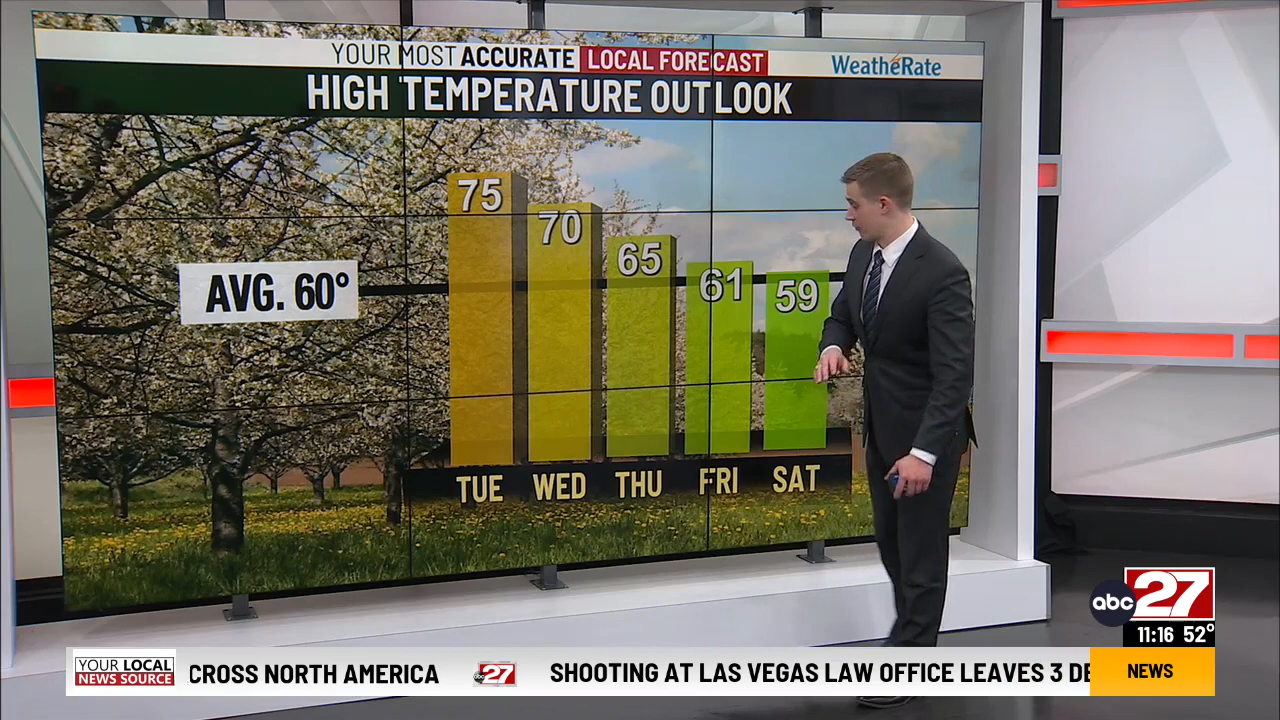 YOUR MOST ACCURATE LOCAL FORECAST
WeatheRate
HIGH TEMPERATURE OUTLOOK
75
70
65
61
59
AVG. 60°
TUE WED THU FRI SAT
abc 27
11:16 52°
YOUR LOCAL
NEWS SOURCE
CROSS NORTH AMERICA
abc 27
SHOOTING AT LAS VEGAS LAW OFFICE LEAVES 3 DE
NEWS